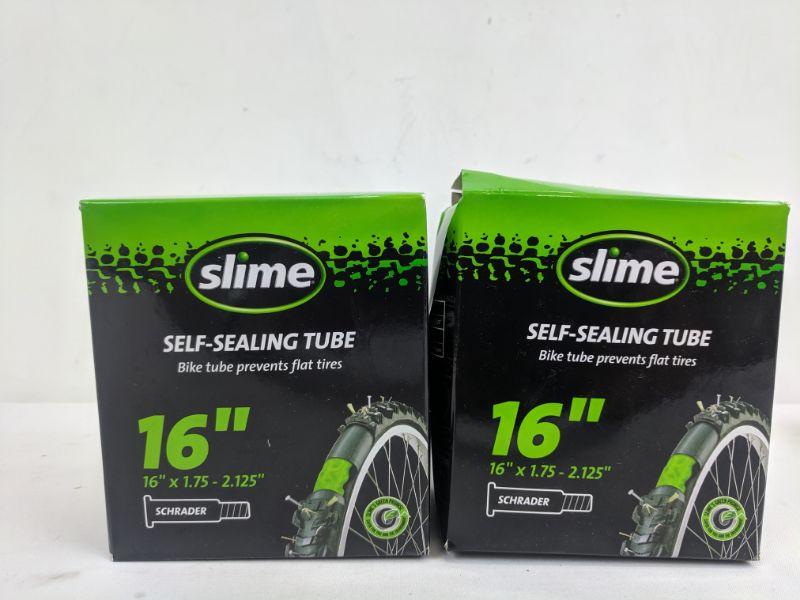 slime
SELF-SEALING TUBE
Bike tube prevents flat tires
16"
16" x 1.75 - 2.125"
SCHRADER
slime
SELF-SEALING TUBE
Bike tube prevents flat tires
16"
16" x 1.75 - 2.125"
SCHRADER